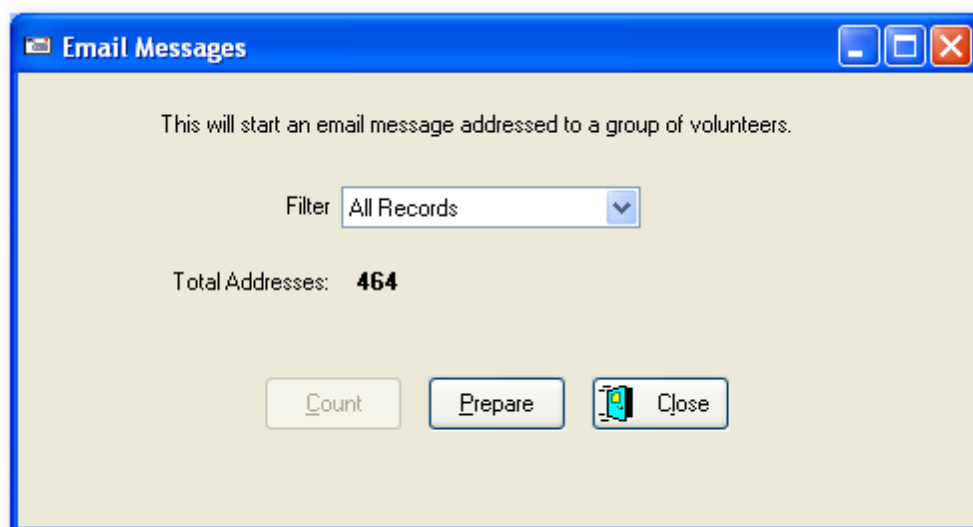 Email Messages
This will start an email message addressed to a group of volunteers.
Filter All Records
Total Addresses: 464
Count Prepare Close